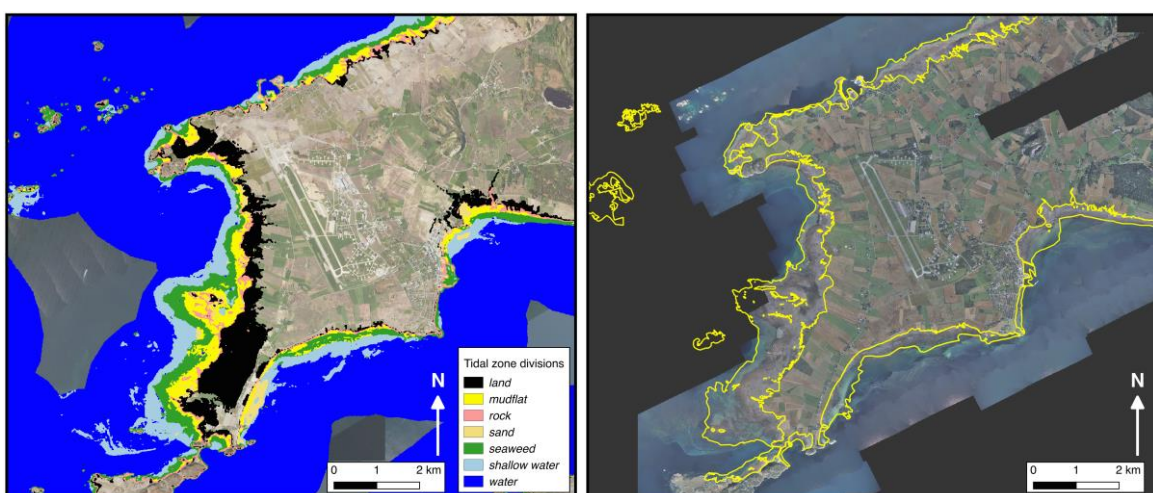 Tidal zone divisions
land
mudflat
rock
sand
seaweed
shallow water
water
N
0 1 2 km
N
0 1 2 km